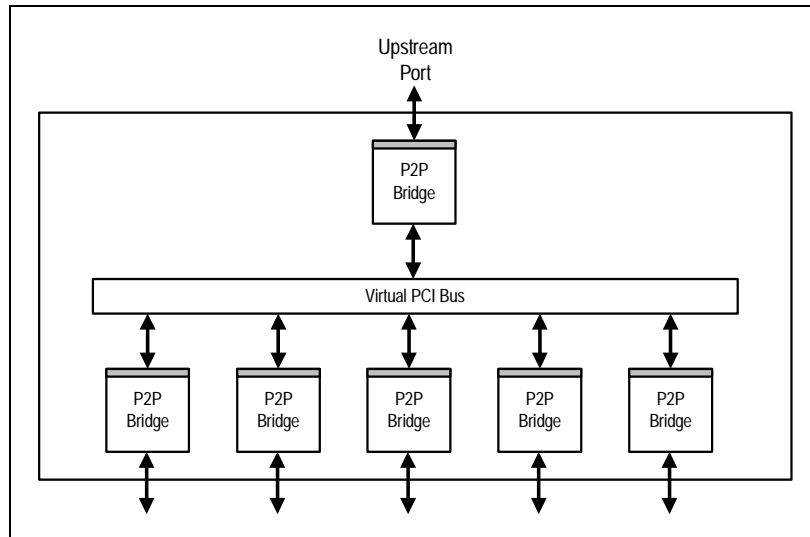 Upstream
Port
P2P
Bridge
Virtual PCI Bus
P2P
Bridge
P2P
Bridge
P2P
Bridge
P2P
Bridge
P2P
Bridge